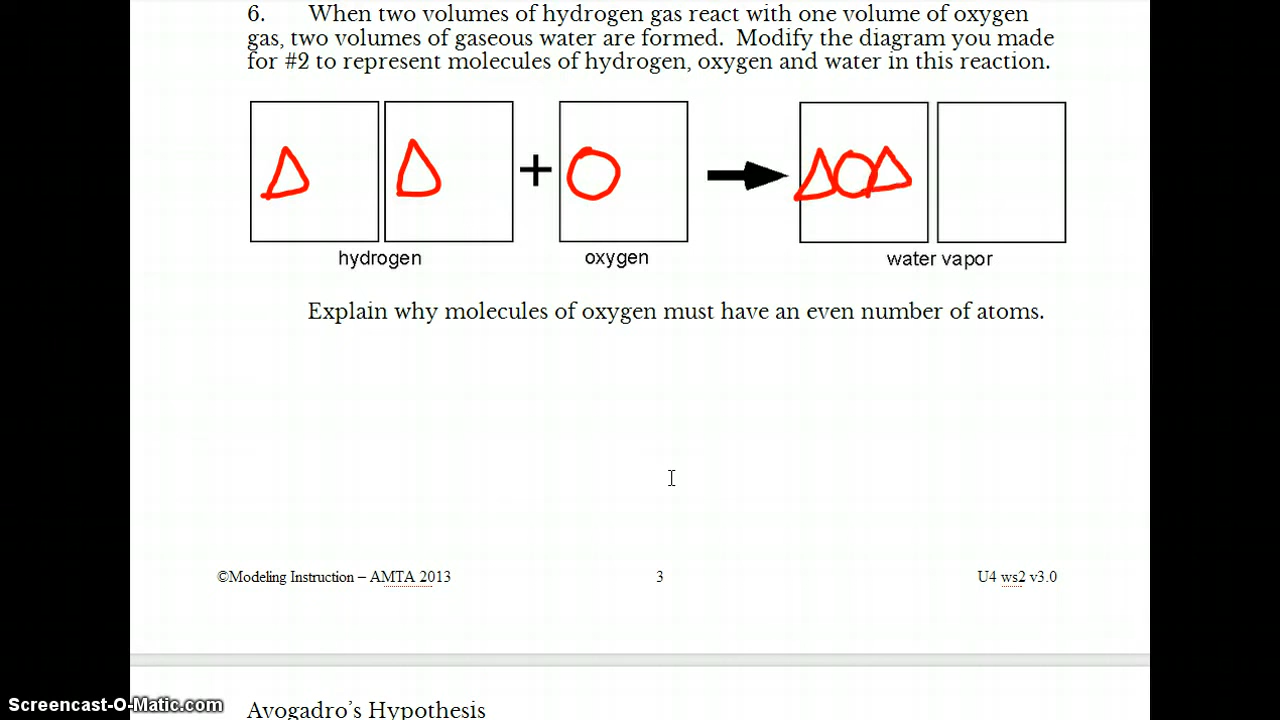 6. When two volumes of hydrogen gas react with one volume of oxygen
gas, two volumes of gaseous water are formed. Modify the diagram you made
for #2 to represent molecules of hydrogen, oxygen and water in this reaction.
+
hydrogen oxygen water vapor
Explain why molecules of oxygen must have an even number of atoms.
©Modeling Instruction – AMTA 2013 3 U4 ws2 v3.0
Avogadro's Hypothesis
Screencast-O-Matic.com